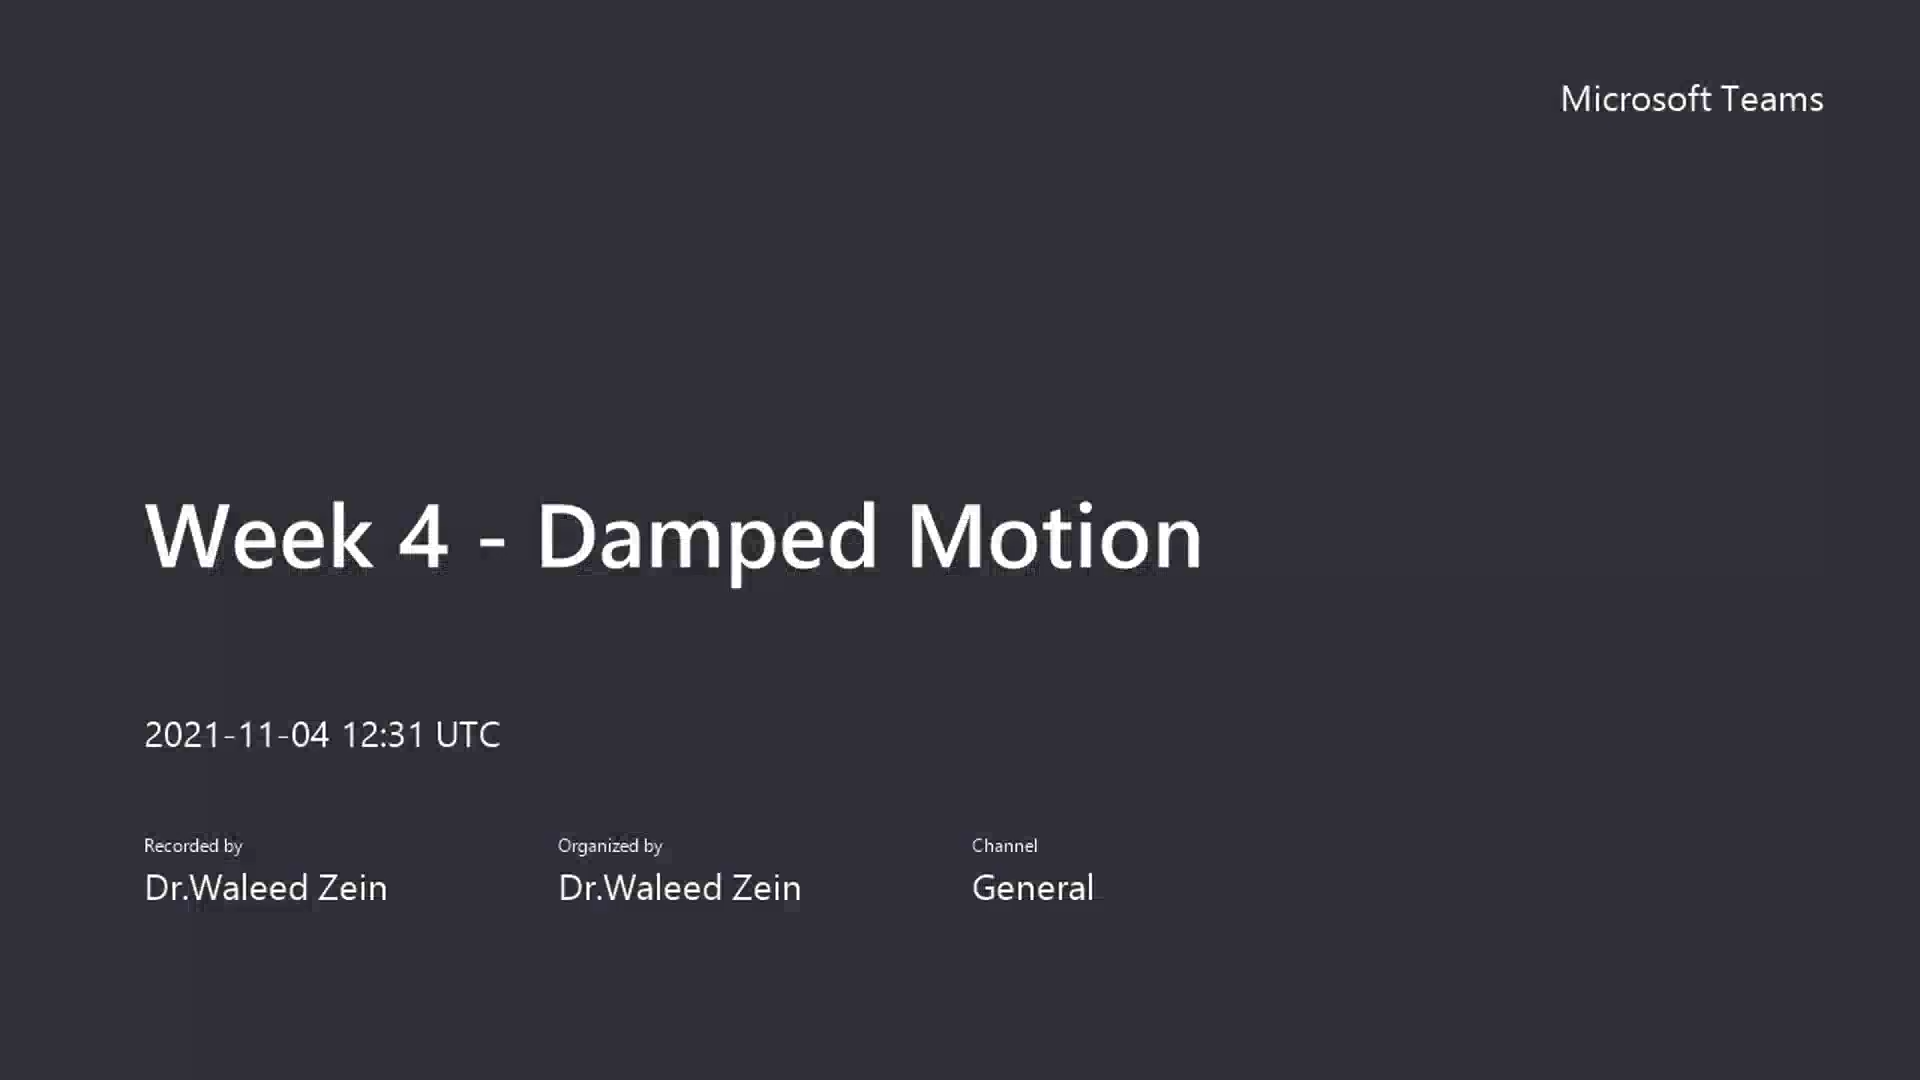 Microsoft Teams
Week 4 - Damped Motion
2021-11-04 12:31 UTC
Recorded by
Dr.Waleed Zein
Organized by
Dr.Waleed Zein
Channel
General